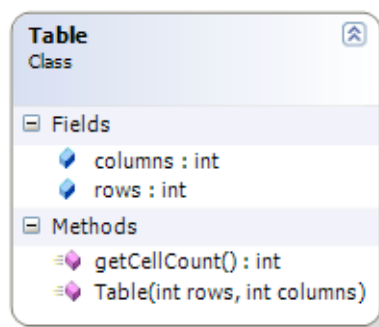 Table
Class
Fields
columns : int
rows : int
Methods
getCellCount() : int
Table(int rows, int columns)